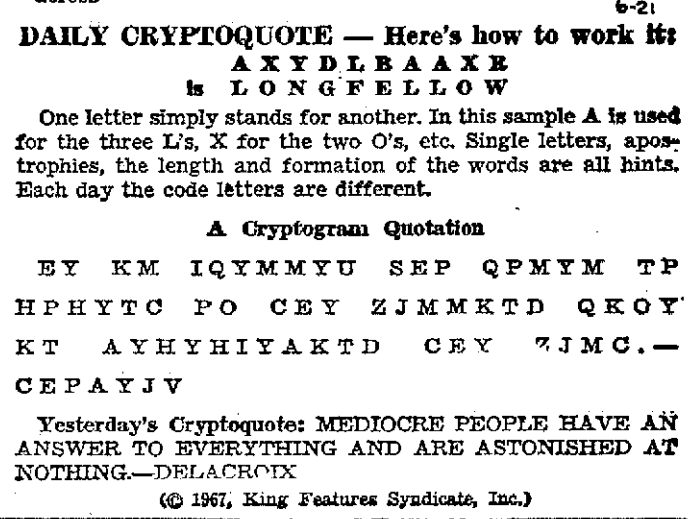 6-21
DAILY CRYPTOQUOTE — Here's how to work it:
A X Y D L B A A X R
is L O N G F E L L O W
One letter simply stands for another. In this sample A is used
for the three L's, X for the two O's, etc. Single letters, apos-
trophies, the length and formation of the words are all hints.
Each day the code letters are different.
A Cryptogram Quotation
EY KM IQYMMYU SEP QPMYM TP
HPHYTC PO CEY ZJMMKTD QKOY
KT AYHYHIYAKTD CEY ZJMC.—
CEPAYJV
Yesterday's Cryptoquote: MEDIOCRE PEOPLE HAVE AN
ANSWER TO EVERYTHING AND ARE ASTONISHED AT
NOTHING.—DELACROIX
(© 1967, King Features Syndicate, Inc.)